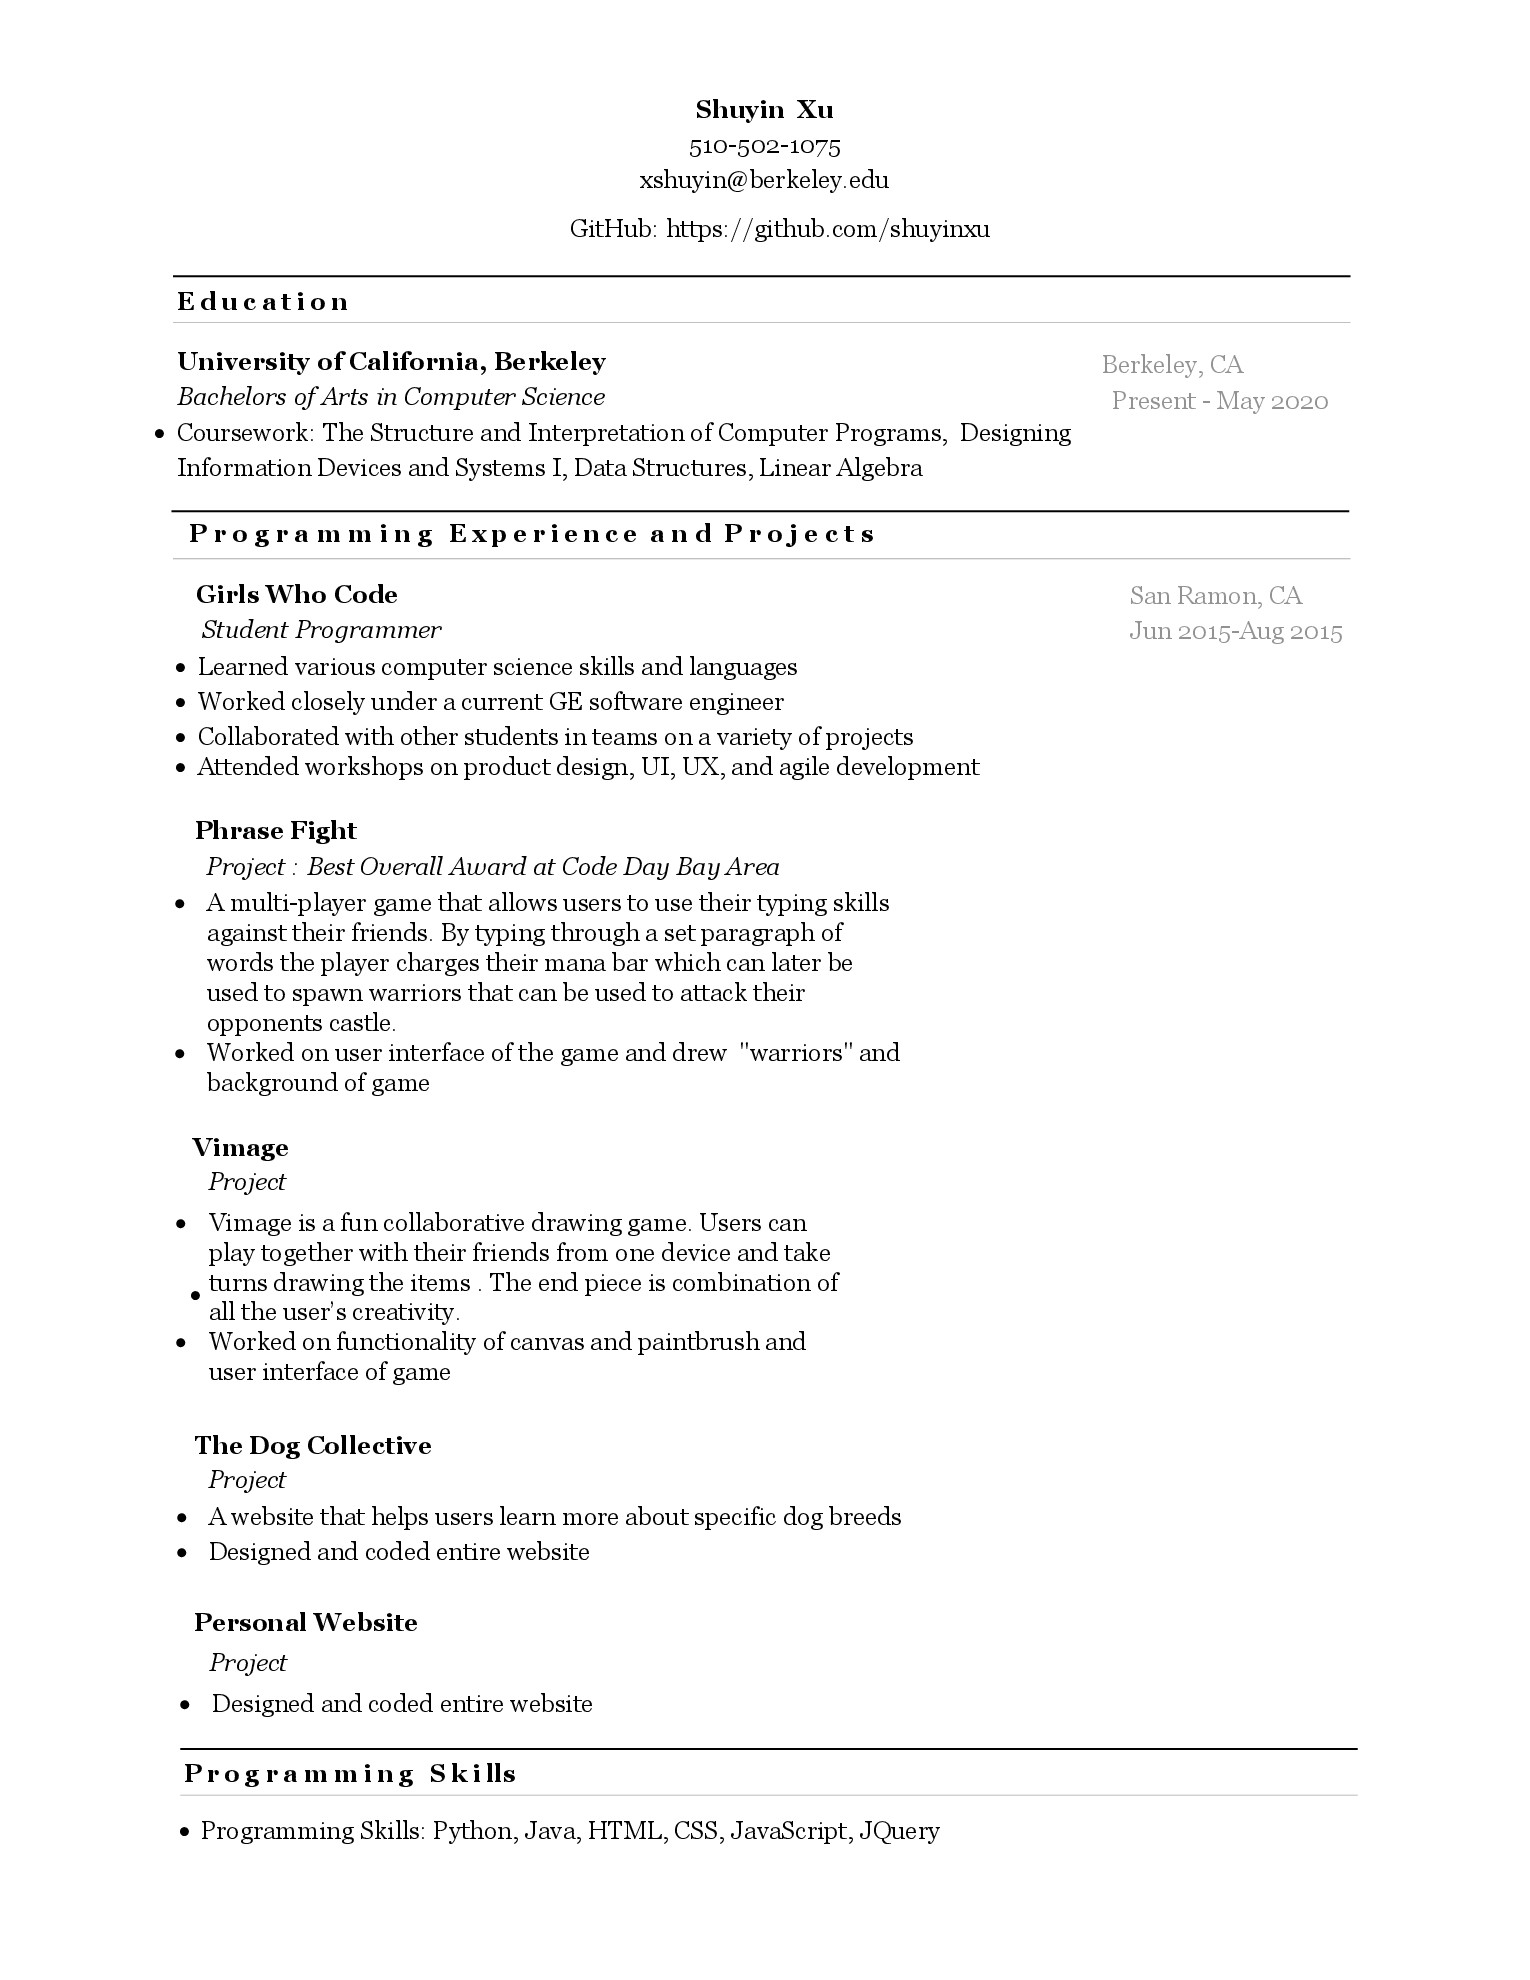 Shuyin Xu
510-502-1075
xshuyin@berkeley.edu
GitHub: https://github.com/shuyinxu
Education
University of California, Berkeley
Berkeley, CA
Bachelors of Arts in Computer Science
Present - May 2020
• Coursework: The Structure and Interpretation of Computer Programs, Designing
Information Devices and Systems I, Data Structures, Linear Algebra
Programming Experience and Projects
Girls Who Code
San Ramon, CA
Student Programmer
Jun 2015-Aug 2015
• Learned various computer science skills and languages
• Worked closely under a current GE software engineer
• Collaborated with other students in teams on a variety of projects
• Attended workshops on product design, UI, UX, and agile development
Phrase Fight
Project : Best Overall Award at Code Day Bay Area
• A multi-player game that allows users to use their typing skills
against their friends. By typing through a set paragraph of
words the player charges their mana bar which can later be
used to spawn warriors that can be used to attack their
opponents castle.
• Worked on user interface of the game and drew "warriors" and
background of game
Vimage
Project
• Vimage is a fun collaborative drawing game. Users can
play together with their friends from one device and take
turns drawing the items . The end piece is combination of
• all the user's creativity.
• Worked on functionality of canvas and paintbrush and
user interface of game
The Dog Collective
Project
• A website that helps users learn more about specific dog breeds
• Designed and coded entire website
Personal Website
Project
• Designed and coded entire website
Programming Skills
• Programming Skills: Python, Java, HTML, CSS, JavaScript, JQuery